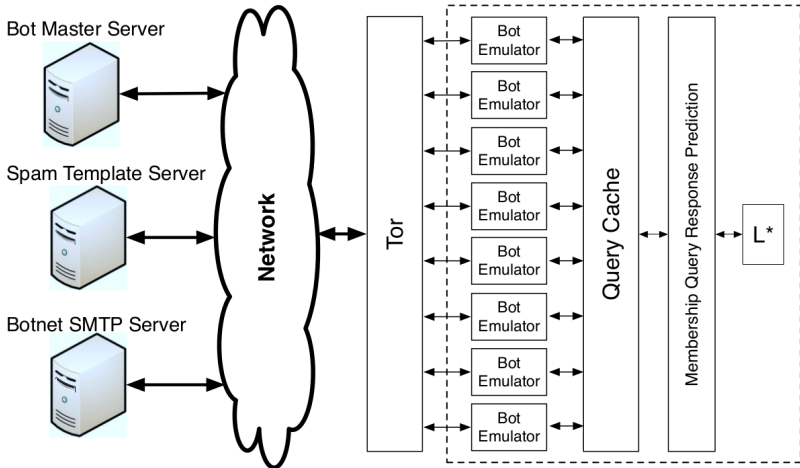 Bot Master Server
Spam Template Server
Botnet SMTP Server
Network
Tor
Bot
Emulator
Bot
Emulator
Bot
Emulator
Bot
Emulator
Bot
Emulator
Bot
Emulator
Bot
Emulator
Bot
Emulator
Query Cache
Membership Query Response Prediction
L*